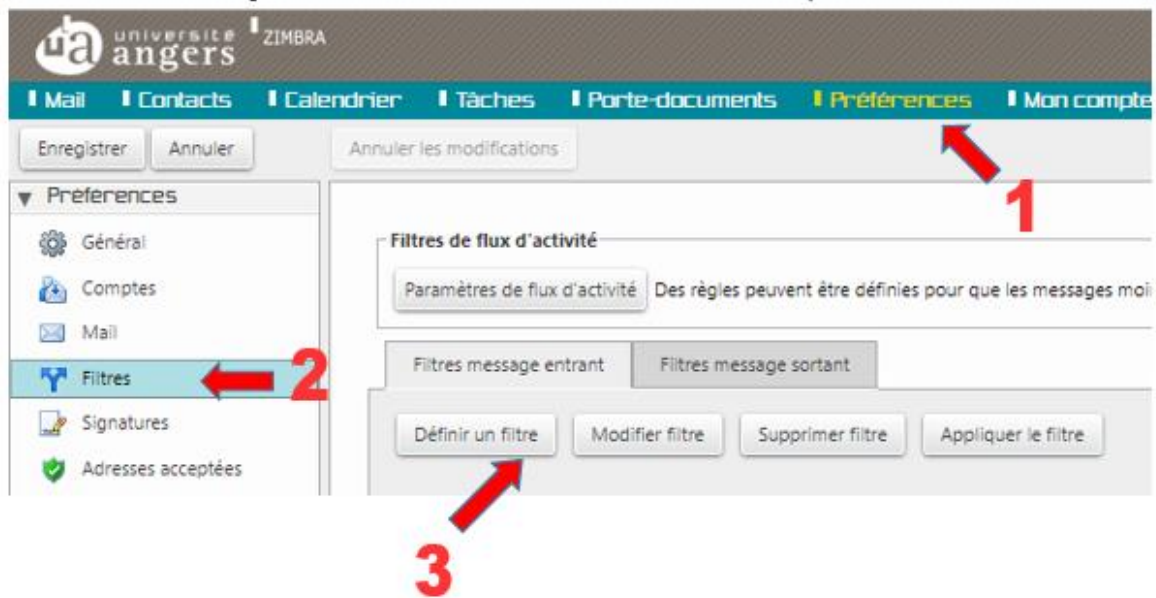 université
angers
ZIMBRA
Mail Contacts Calendrier Tâches Porte-documents Préférences Mon compte
Enregistrer Annuler Annuler les modifications
Préférences
1
Général
Filtres de flux d'activité
Comptes
Paramètres de flux d'activité Des règles peuvent être définies pour que les messages
Mail
Filtres message entrant Filtres message sortant
Filtres
2
Signatures
Définir un filtre Modifier filtre Supprimer filtre Appliquer le filtre
Adresses acceptées
3